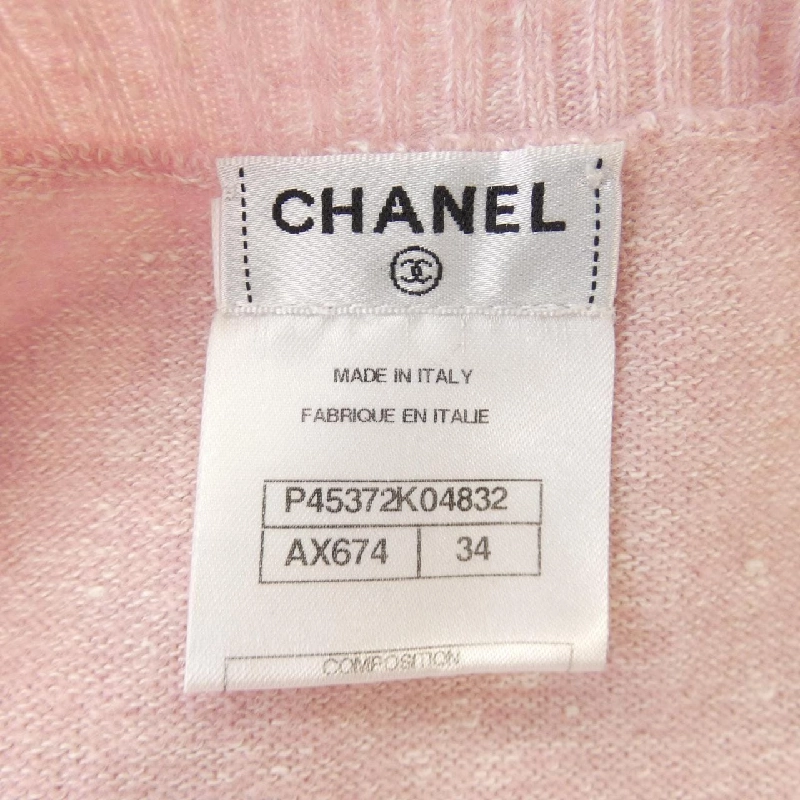 CHANEL
MADE IN ITALY
FABRIQUE EN ITALIE
P45372K04832
AX674 34
COMPOSITION